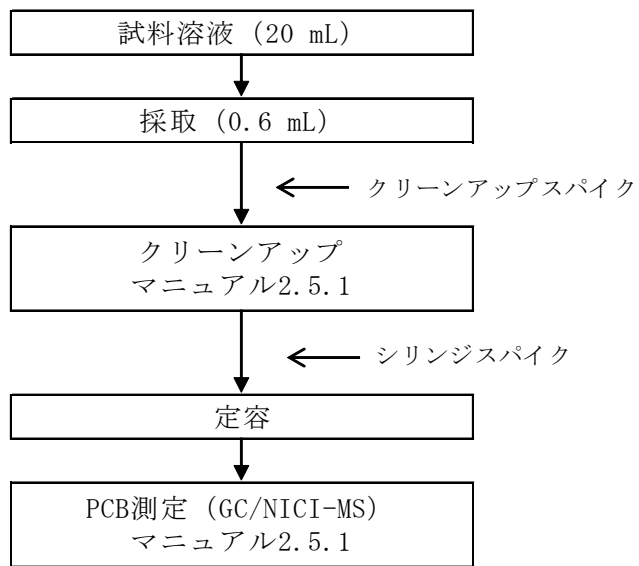 試料溶液 (20 mL)
採取 (0.6 mL)
クリーンアップスパイク
クリーンアップ
マニュアル2.5.1
シリンジスパイク
定容
PCB測定 (GC/NICI-MS)
マニュアル2.5.1